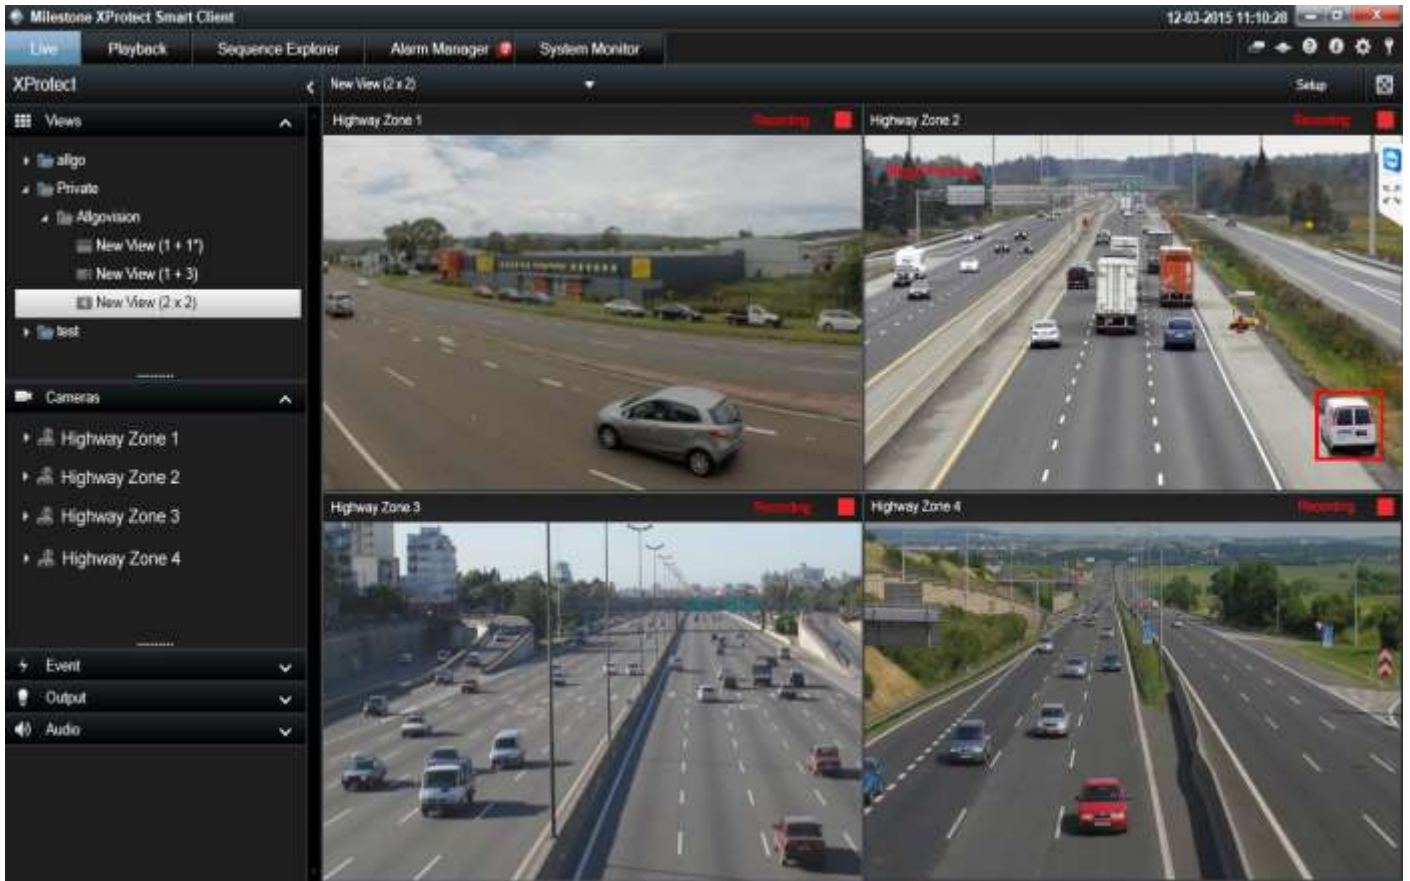 Milestone XProtect Smart Client
12-03-2015 11:10:28
Live
Playback
Sequence Explorer
Alarm Manager
System Monitor
XProtect
New View (2 x 2)
Setup
Views
Highway Zone 1
Recording
Highway Zone 2
Recording
allgo
Private
Allgovision
New View (1 + 1*)
New View (1 + 3)
New View (2 x 2)
test
Cameras
Highway Zone 1
Highway Zone 2
Highway Zone 3
Highway Zone 4
Highway Zone 3
Recording
Highway Zone 4
Recording
Event
Output
Audio